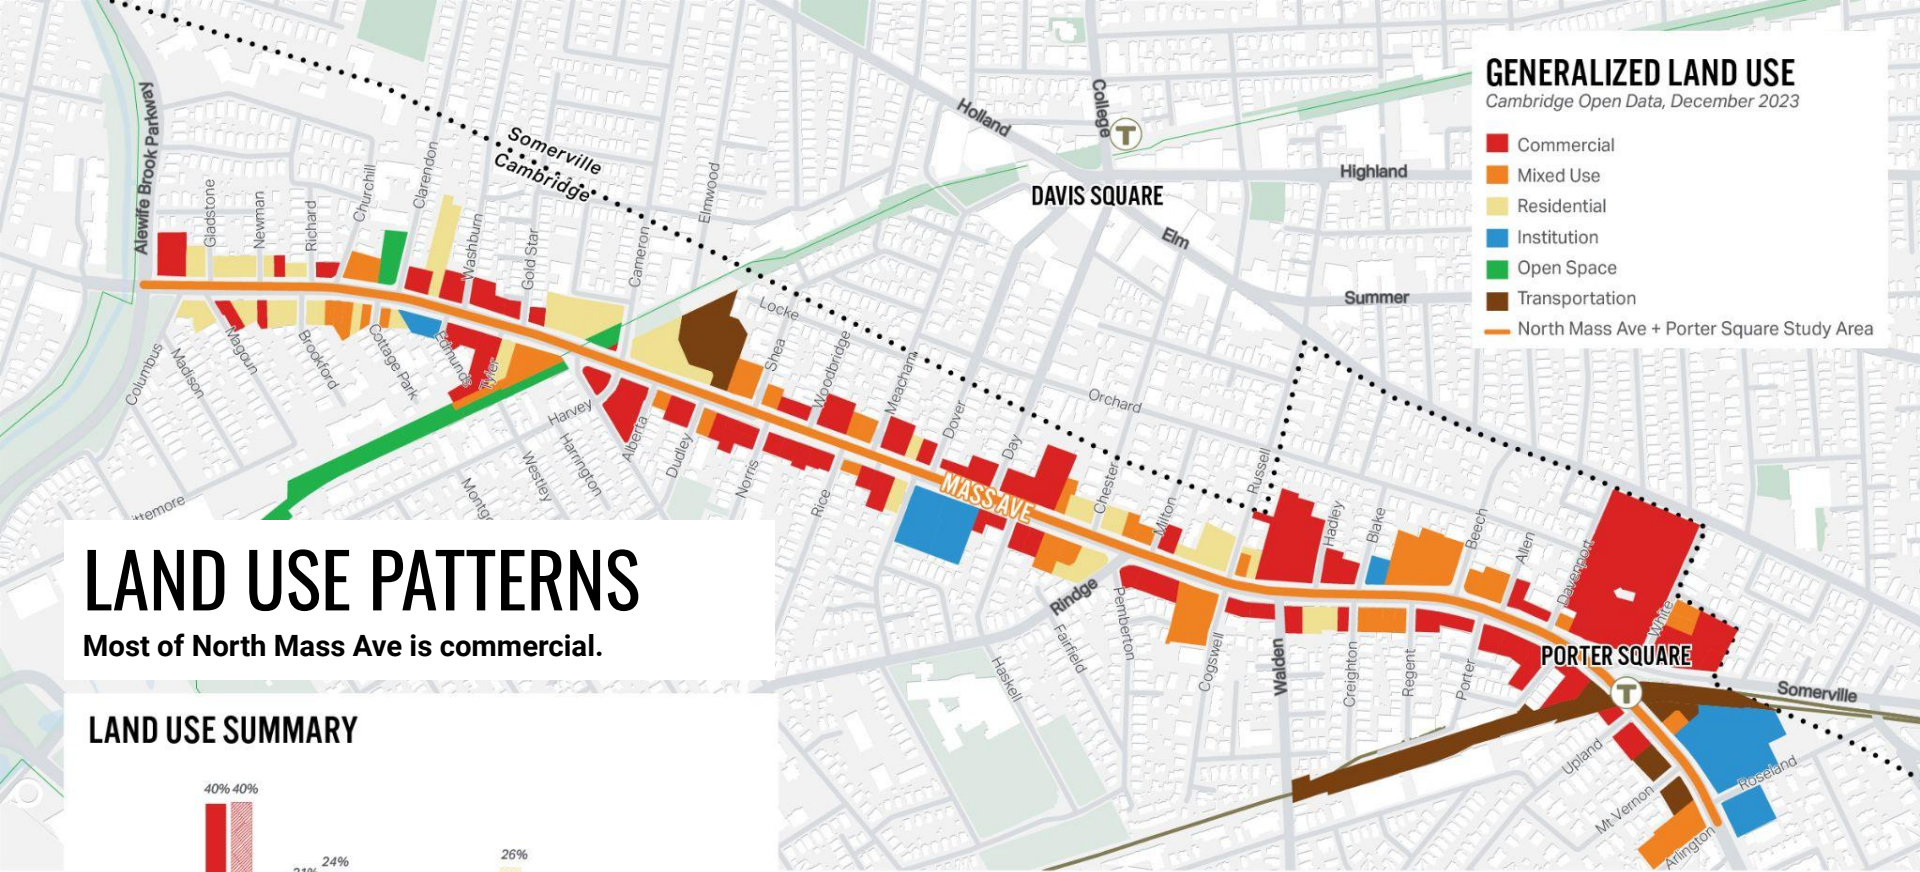 GENERALIZED LAND USE
Cambridge Open Data, December 2023
Commercial
Mixed Use
Residential
Institution
Open Space
Transportation
North Mass Ave + Porter Square Study Area
Somerville
Cambridge
Alewife Brook Parkway
Gladstone
Newman
Richard
Churchill
Clarendon
Washburn
Gold Star
Cameron
Elmwood
Holland
College
T
DAVIS SQUARE
Highland
Elm
Summer
Locke
Shea
Woodbridge
Meacham
Dover
Day
Orchard
Chester
Milton
Russell
Hadley
Blake
Beech
Allen
Davenport
White
Columbus
Madison
Magoun
Brookford
Cottage Park
Edmunds
Tyler
Harvey
Harrington
Westley
Montgo
ittemore
Alberta
Dudley
Norris
Rice
MASS AVE
Rindge
Fairfield
Haskell
Pemberton
Cogswell
Walden
Creighton
Regent
Porter
PORTER SQUARE
T
Somerville
Upland
Mt Vernon
Roseland
Arlington
LAND USE PATTERNS
Most of North Mass Ave is commercial.
LAND USE SUMMARY
40% 40%
24%
26%